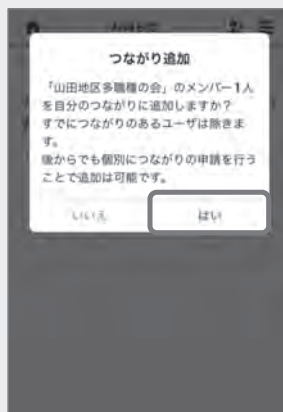 つながり追加
「山田地区多職種の会」のメンバー1人
を自分のつながりに追加しますか？
すでにつながりのあるユーザは除きま
す。
後からでも個別につながりの申請を行う
ことで追加は可能です。
いいえ
はい